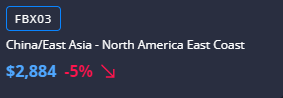 FBX03
China/East Asia - North America East Coast
$2,884 -5%